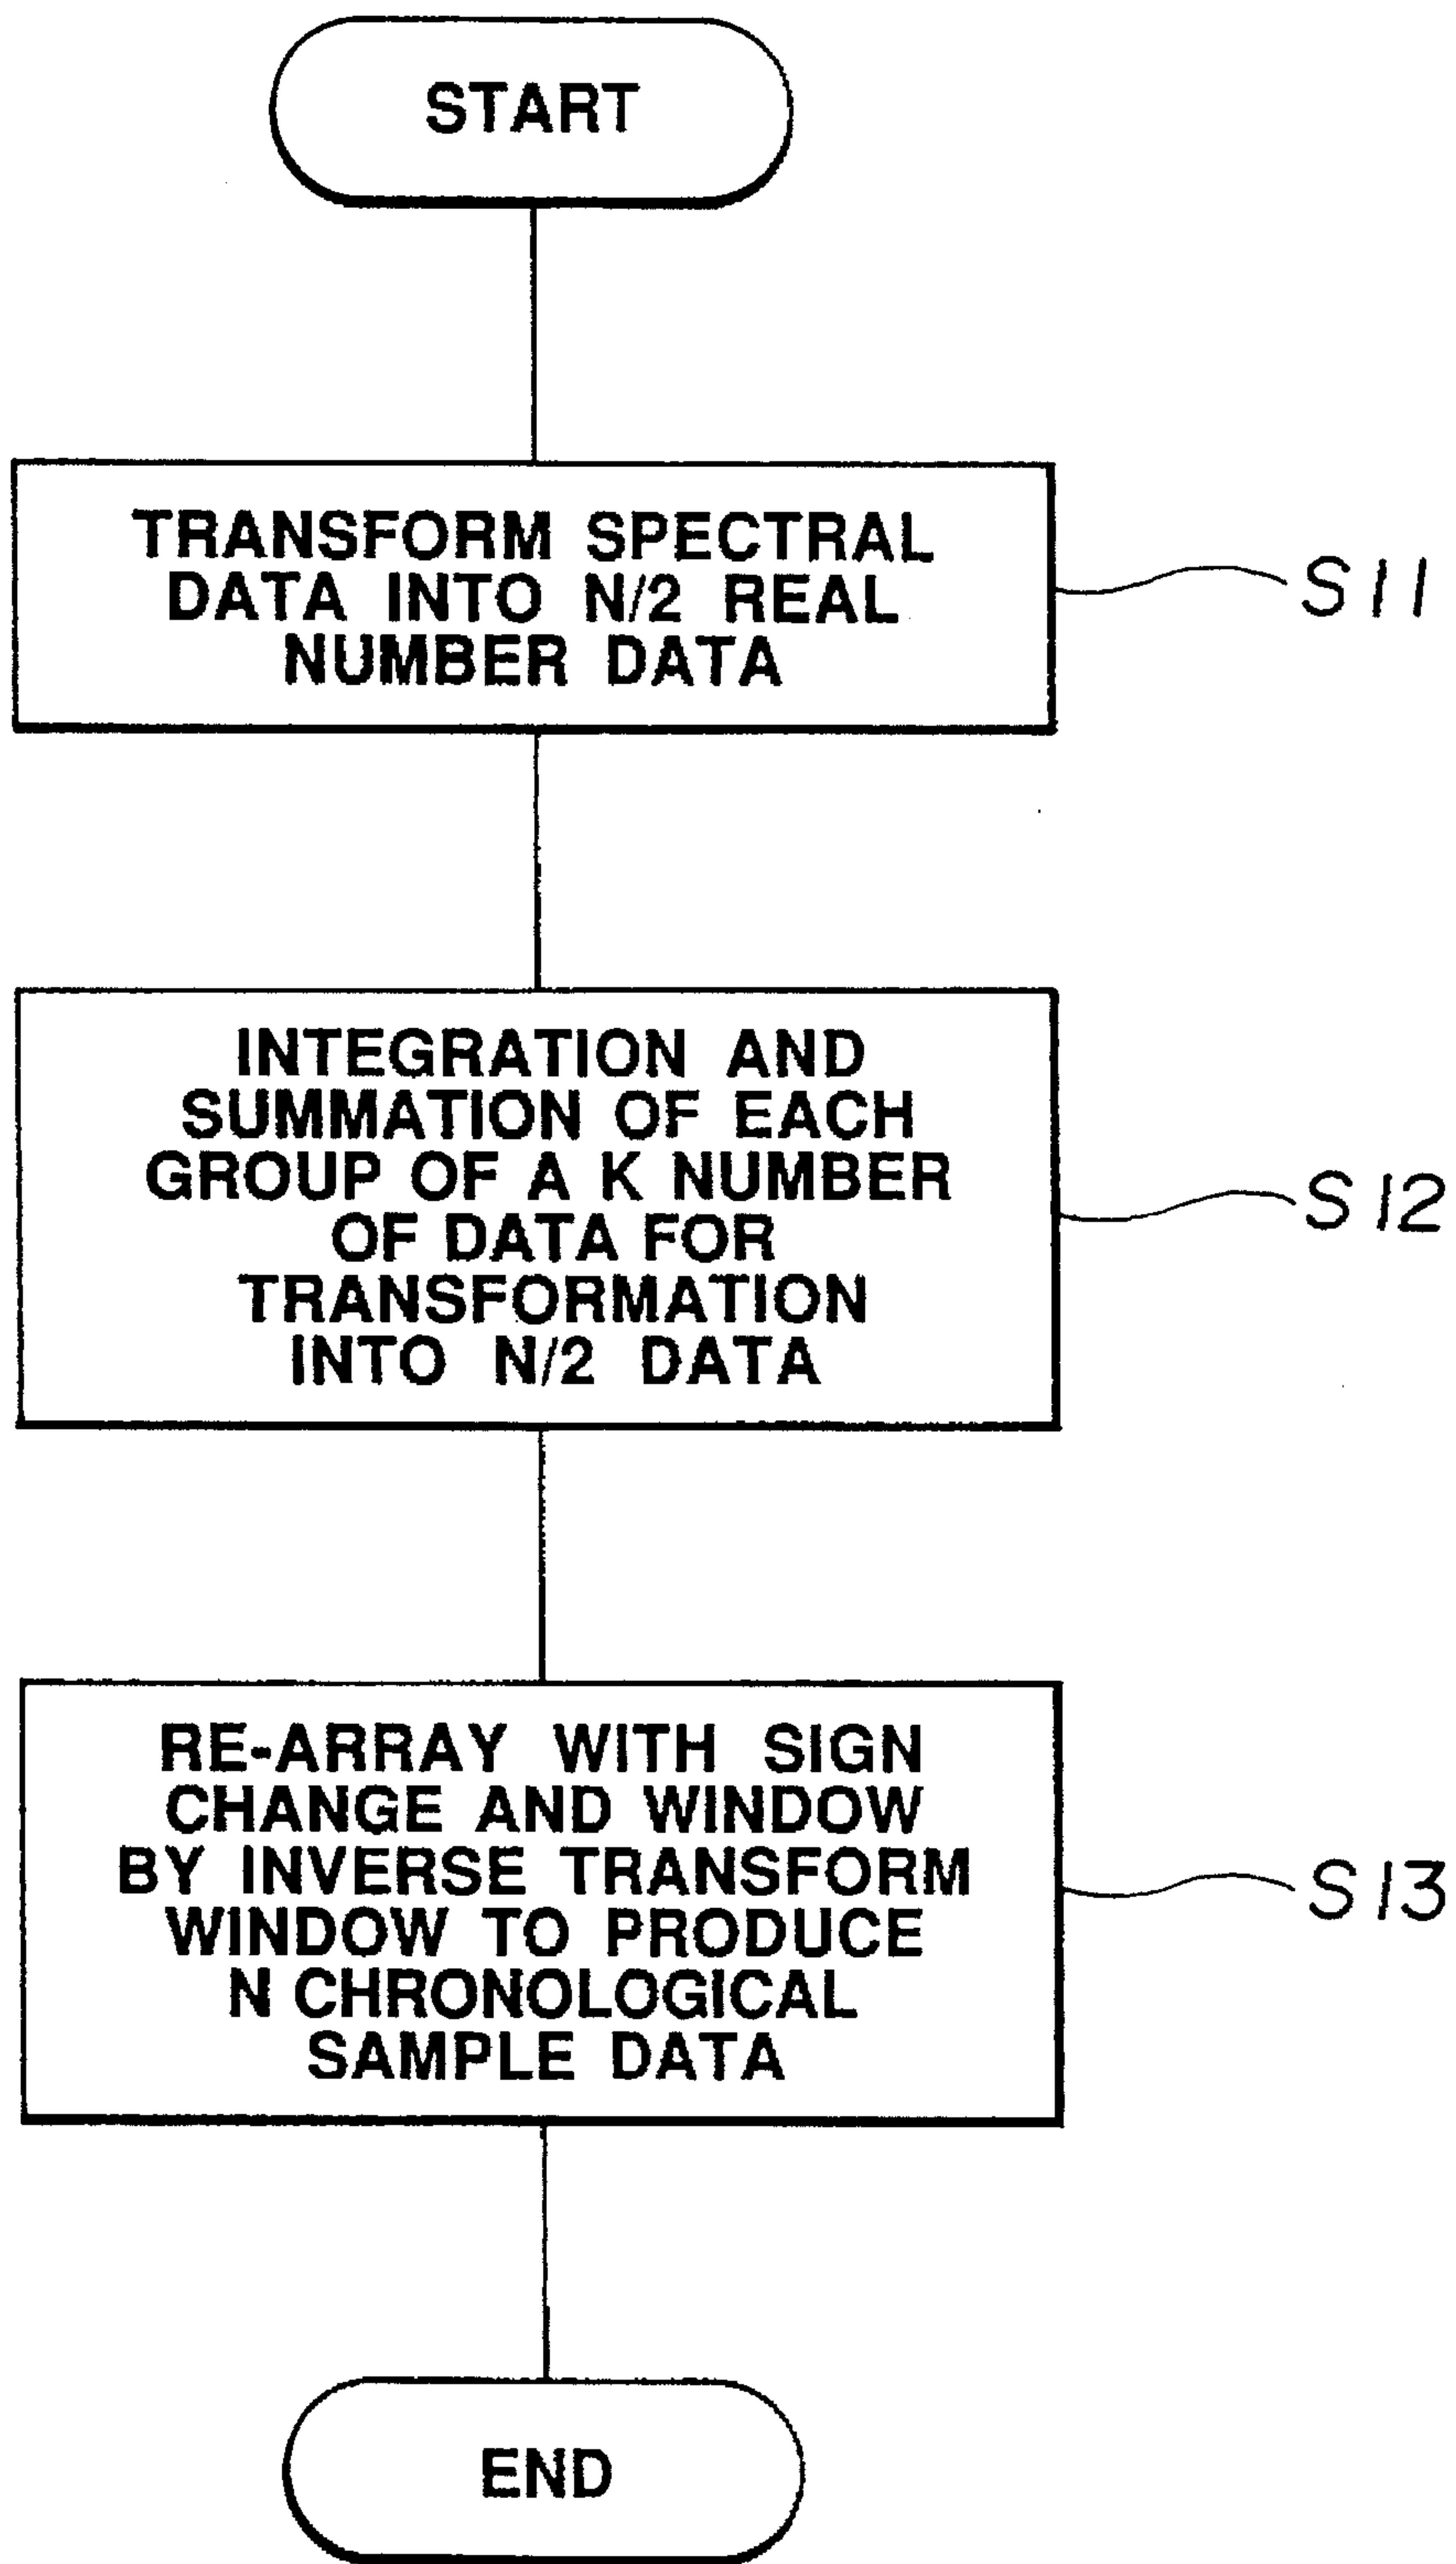 START
TRANSFORM SPECTRAL
DATA INTO N/2 REAL
NUMBER DATA
S11
INTEGRATION AND
SUMMATION OF EACH
GROUP OF A K NUMBER
OF DATA FOR
TRANSFORMATION
INTO N/2 DATA
S12
RE-ARRAY WITH SIGN
CHANGE AND WINDOW
BY INVERSE TRANSFORM
WINDOW TO PRODUCE
N CHRONOLOGICAL
SAMPLE DATA
S13
END